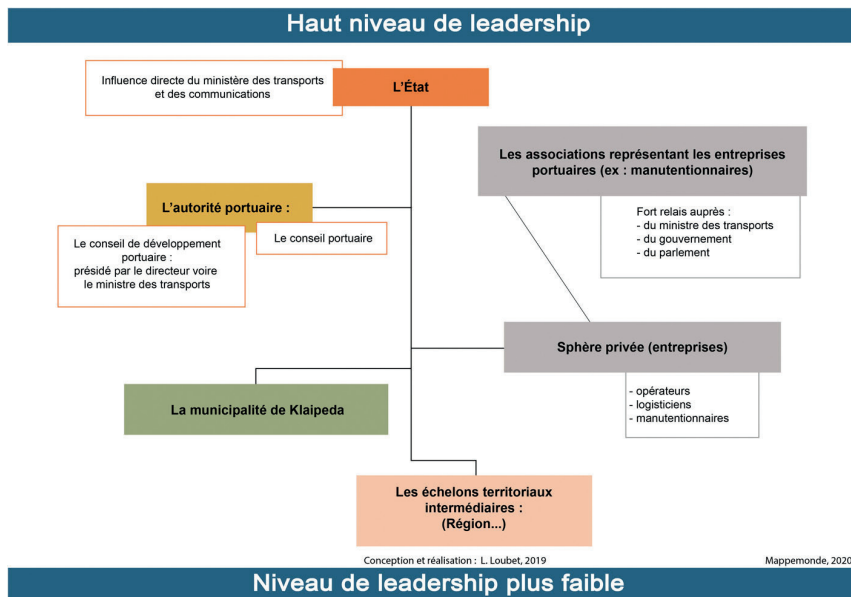 Haut niveau de leadership
Influence directe du ministère des transports
et des communications
L'État
Les associations représentant les entreprises
portuaires (ex : manutentionnaires)
Fort relais auprès :
- du ministre des transports
- du gouvernement
- du parlement
L'autorité portuaire :
Le conseil portuaire
Le conseil de développement
portuaire :
présidé par le directeur voire
le ministre des transports
Sphère privée (entreprises)
- opérateurs
- logisticiens
- manutentionnaires
La municipalité de Klaipeda
Les échelons territoriaux
intermédiaires :
(Région...)
Conception et réalisation : L. Loubet, 2019
Mappemonde, 2020
Niveau de leadership plus faible